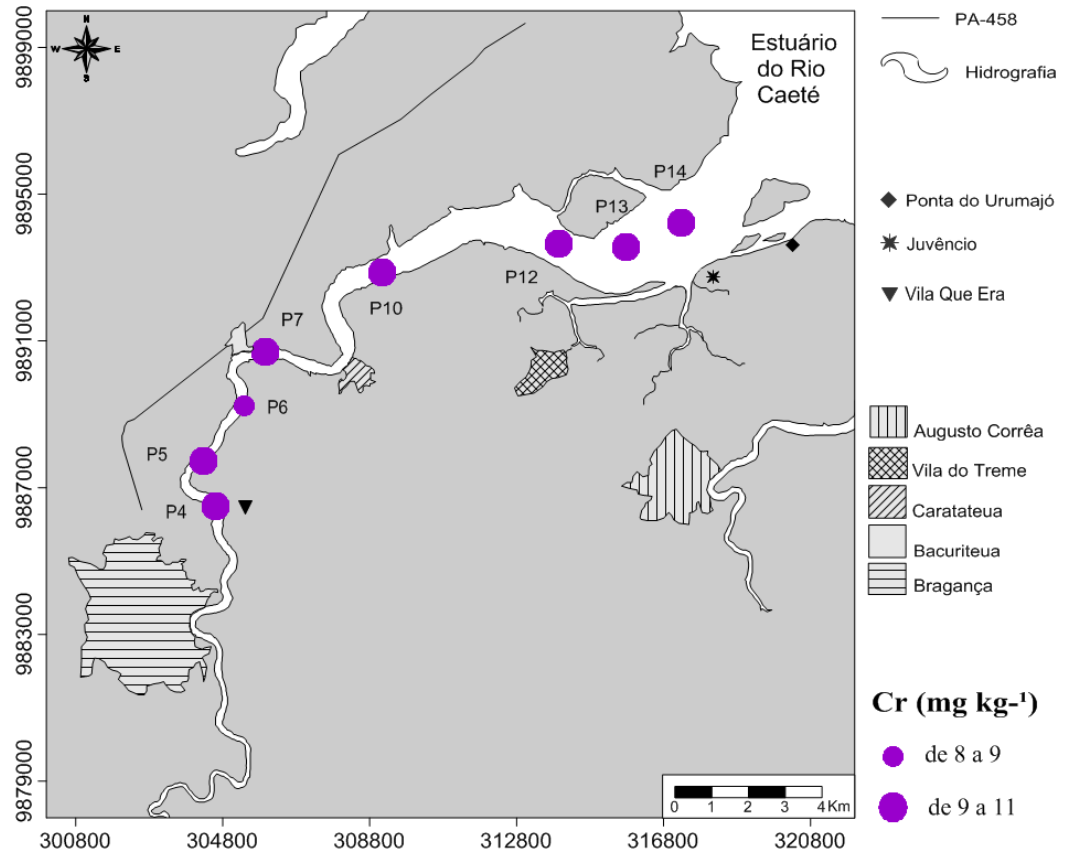 N
W
E
S
9899000
9895000
9891000
9887000
9883000
9879000
300800
304800
308800
312800
316800
320800
Estuário
do Rio
Caeté
P14
P13
P12
P10
P7
P6
P5
P4
0 1 2 3 4 Km
PA-458
Hidrografia
Ponta do Urumajó
Juvêncio
Vila Que Era
Augusto Corrêa
Vila do Treme
Caratateua
Bacuriteua
Bragança
Cr (mg kg-¹)
de 8 a 9
de 9 a 11